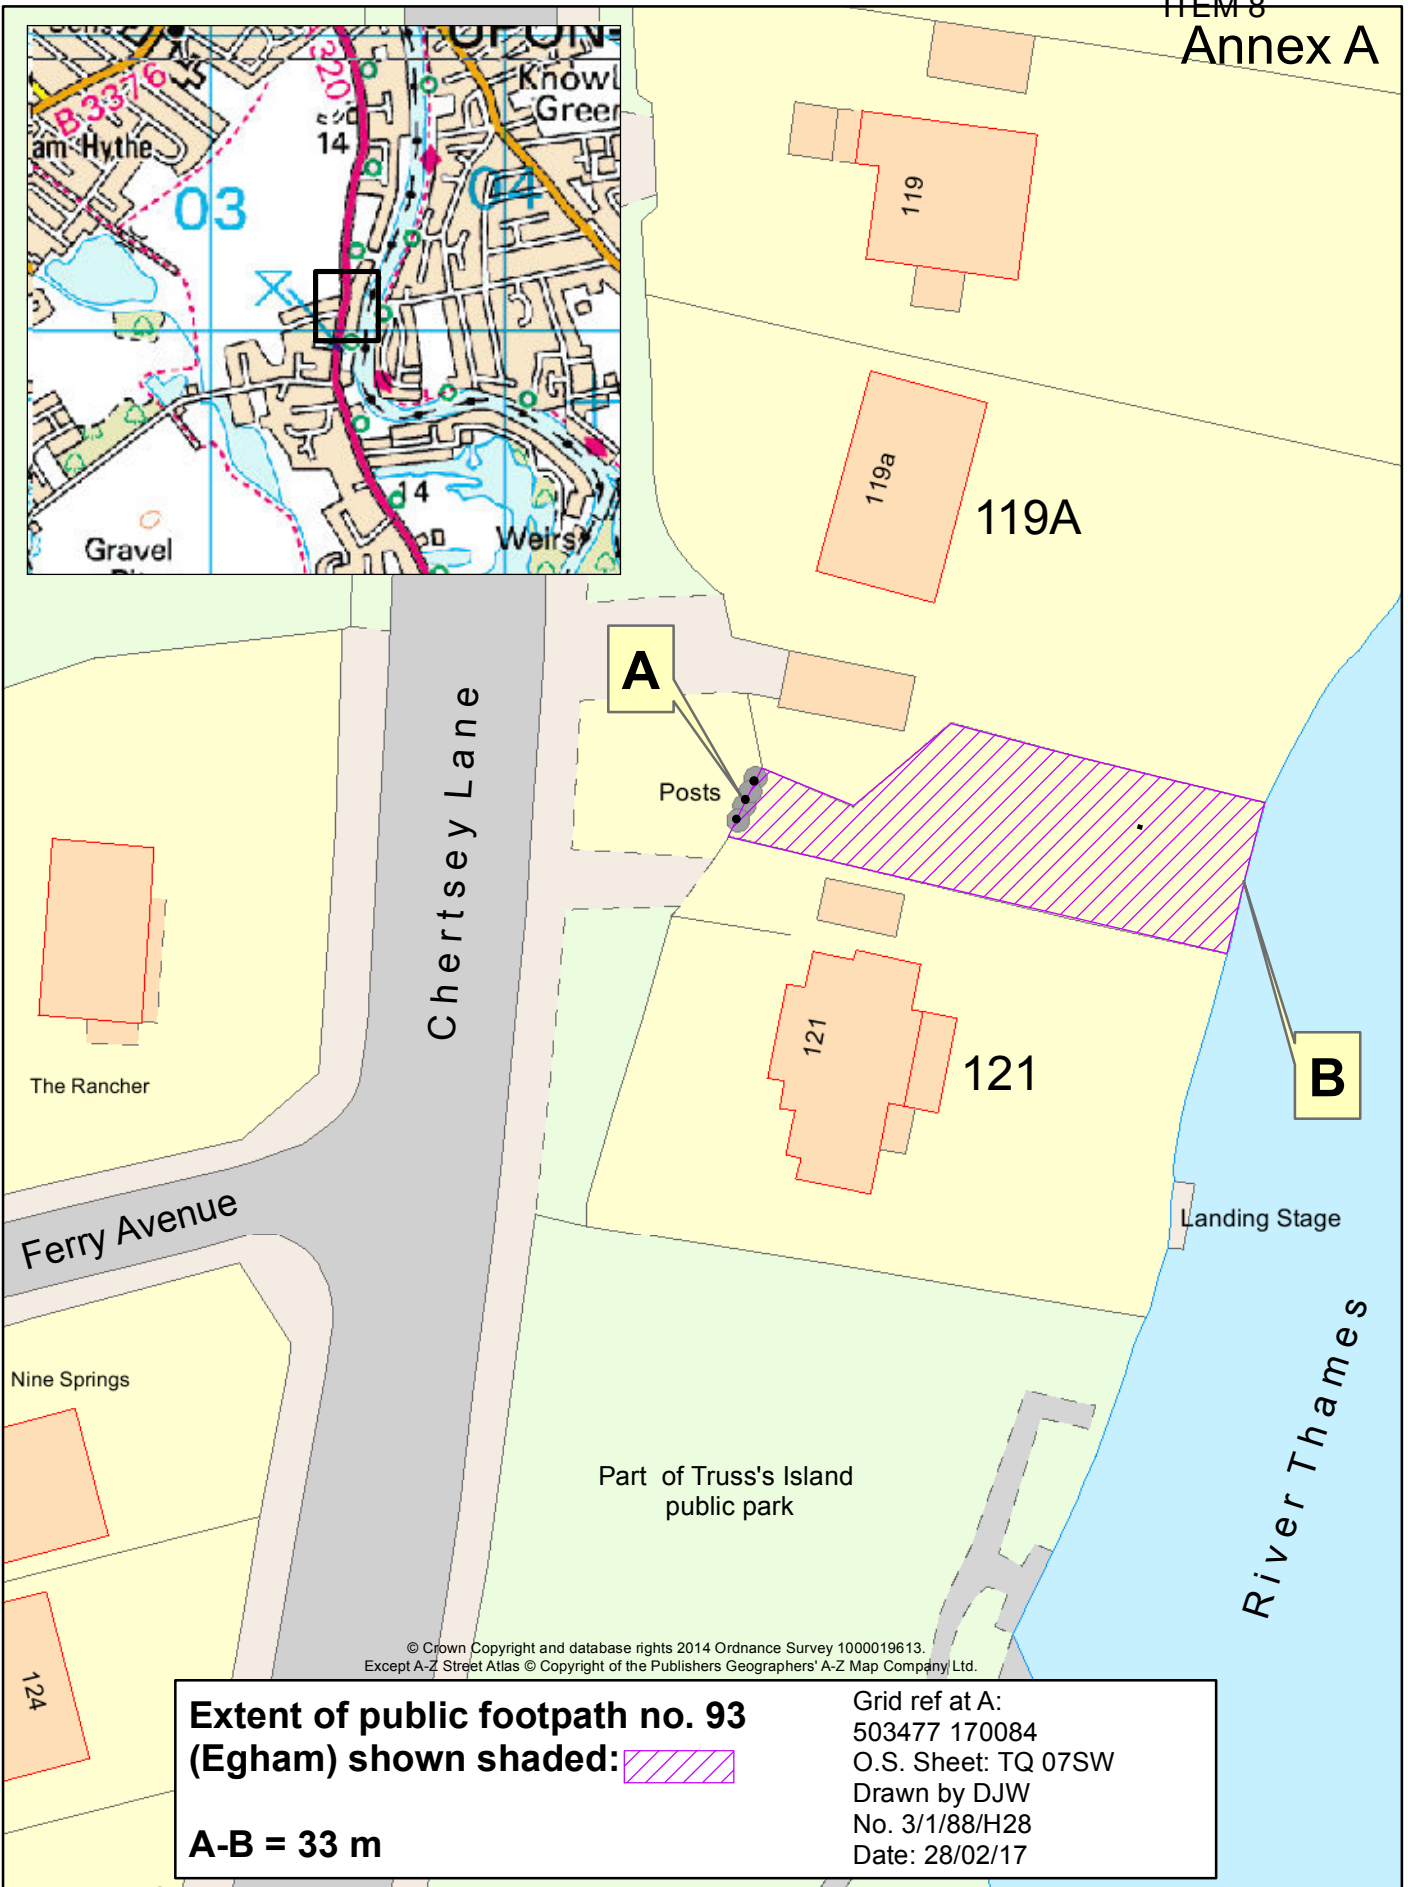 ITEM 8
Annex A
B 3376
320
14
Knowl
Green
am Hythe
03
04
14
Gravel
Weirs
119
119a
119A
A
Posts
Chertsey Lane
121
121
B
The Rancher
Landing Stage
Ferry Avenue
River Thames
Nine Springs
Part of Truss's Island
public park
124
© Crown Copyright and database rights 2014 Ordnance Survey 1000019613.
Except A-Z Street Atlas © Copyright of the Publishers Geographers' A-Z Map Company Ltd.
Extent of public footpath no. 93
(Egham) shown shaded:
A-B = 33 m
Grid ref at A:
503477 170084
O.S. Sheet: TQ 07SW
Drawn by DJW
No. 3/1/88/H28
Date: 28/02/17